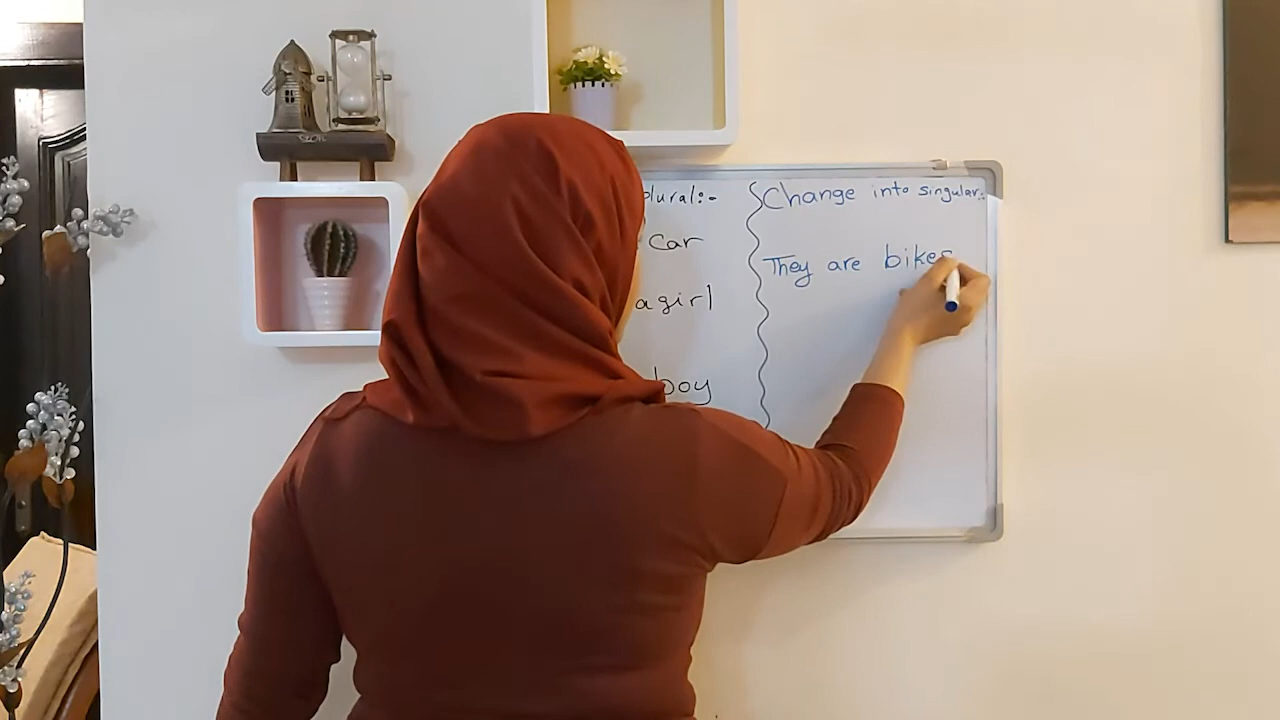 plural:-
car
a girl
boy
Change into singular:-
They are bikes